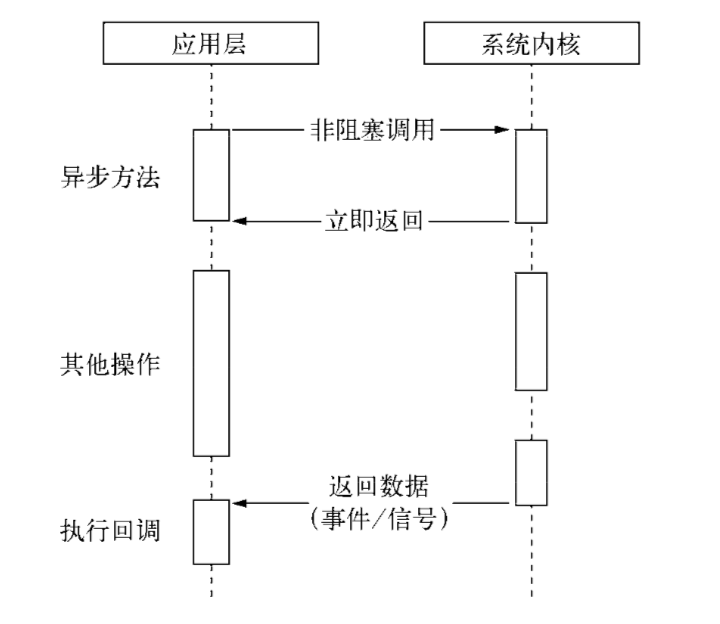 应用层
系统内核
非阻塞调用
异步方法
立即返回
其他操作
返回数据
(事件/信号)
执行回调